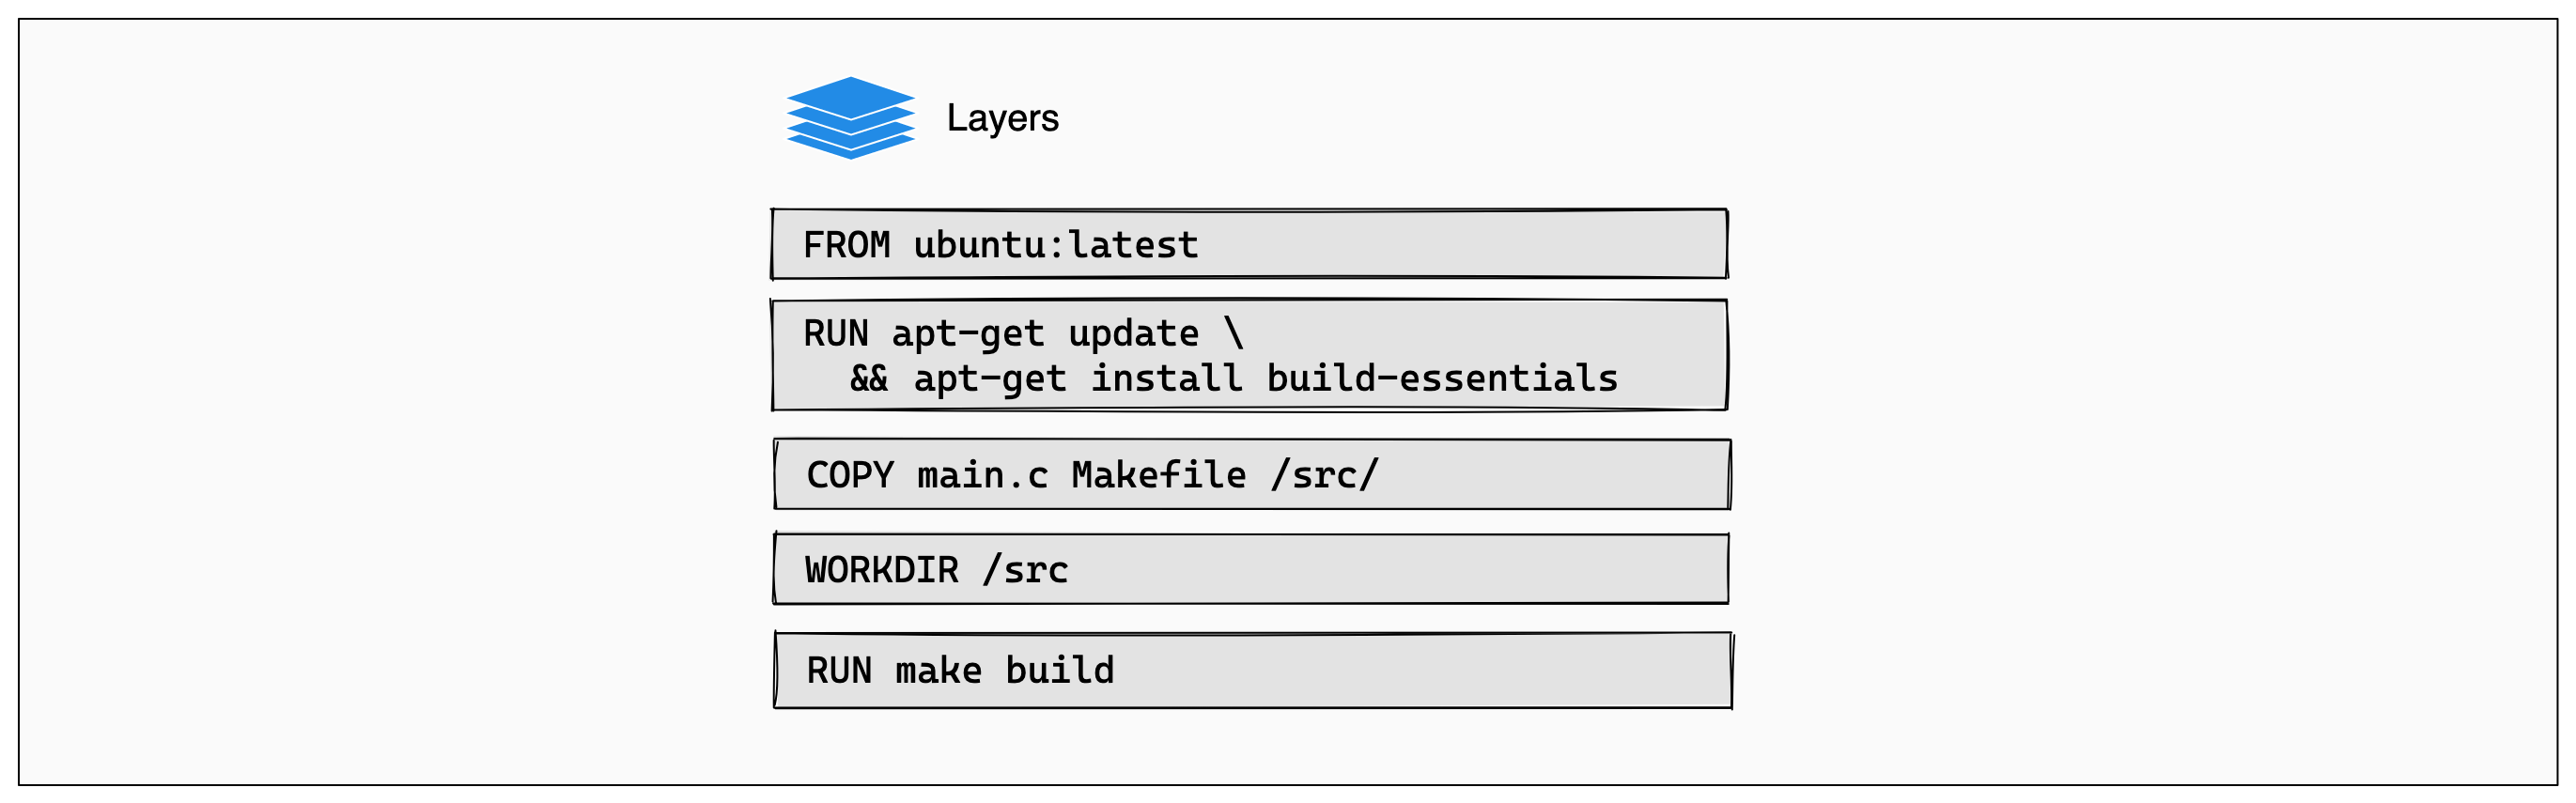 Layers
FROM ubuntu:latest
RUN apt-get update \
  && apt-get install build-essentials
COPY main.c Makefile /src/
WORKDIR /src
RUN make build